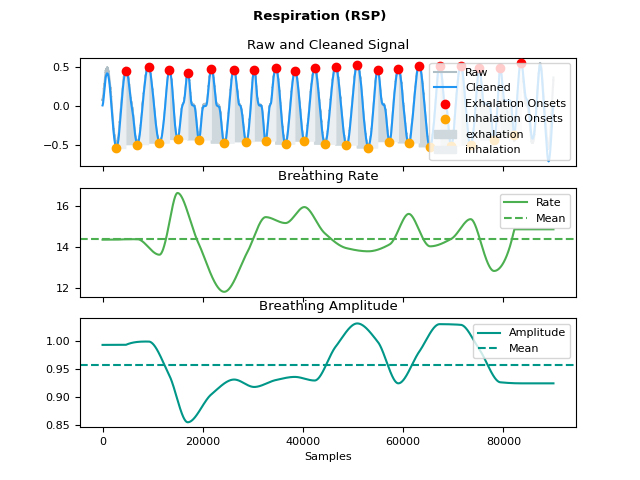 Respiration (RSP)
Raw and Cleaned Signal
0.5
0.0
−0.5
Raw
Cleaned
Exhalation Onsets
Inhalation Onsets
exhalation
inhalation
Breathing Rate
16
14
12
Rate
Mean
Breathing Amplitude
1.00
0.95
0.90
0.85
Amplitude
Mean
0 20000 40000 60000 80000
Samples